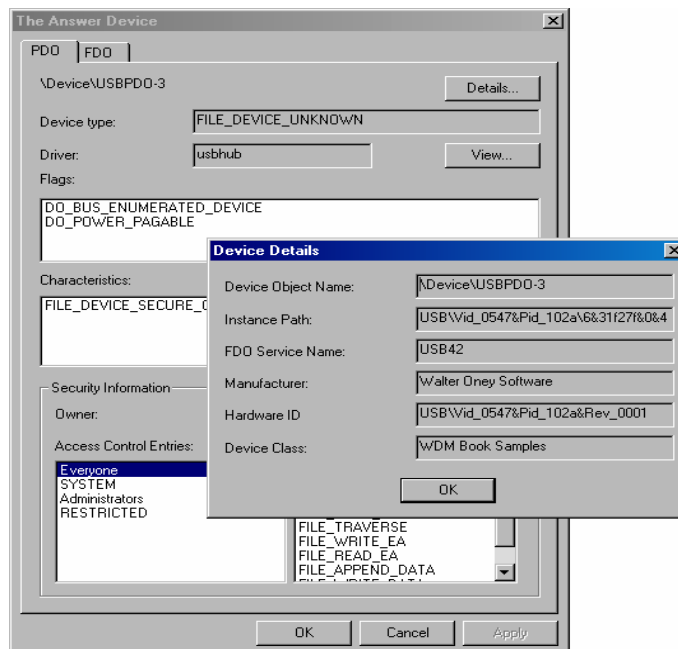 The Answer Device
PDO
FDO
\Device\USBPDO-3
Details...
Device type:
FILE_DEVICE_UNKNOWN
Driver:
usbhub
View...
Flags:
DO_BUS_ENUMERATED_DEVICE
DO_POWER_PAGABLE
Characteristics:
FILE_DEVICE_SECURE_O
Security Information
Owner:
Access Control Entries:
Everyone
SYSTEM
Administrators
RESTRICTED
FILE_TRAVERSE
FILE_WRITE_EA
FILE_READ_EA
FILE_APPEND_DATA
OK
Cancel
Apply
Device Details
Device Object Name:
\Device\USBPDO-3
Instance Path:
USB\Vid_0547&Pid_102a\6&31f27f&0&4
FDO Service Name:
USB42
Manufacturer:
Walter Oney Software
Hardware ID
USB\Vid_0547&Pid_102a&Rev_0001
Device Class:
WDM Book Samples
OK